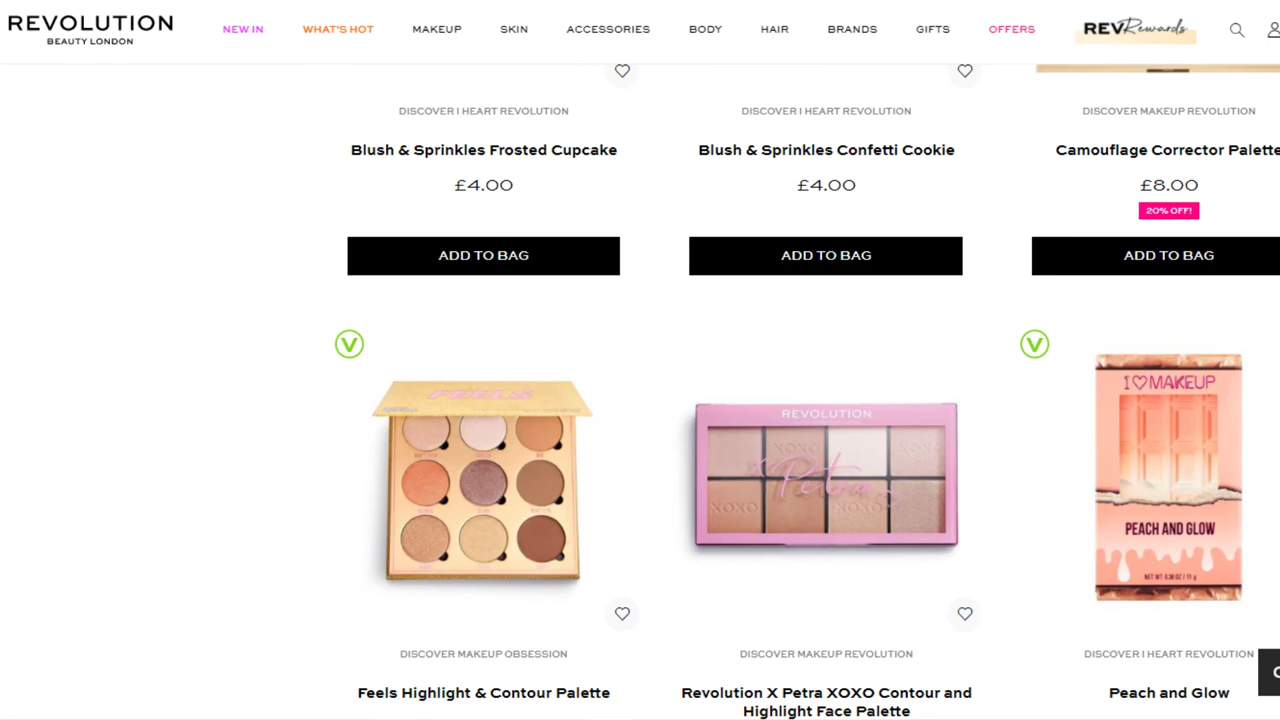 REVOLUTION
BEAUTY LONDON
NEW IN
WHAT'S HOT
MAKEUP
SKIN
ACCESSORIES
BODY
HAIR
BRANDS
GIFTS
OFFERS
REVRewards
DISCOVER I HEART REVOLUTION
DISCOVER I HEART REVOLUTION
DISCOVER MAKEUP REVOLUTION
Blush & Sprinkles Frosted Cupcake
Blush & Sprinkles Confetti Cookie
Camouflage Corrector Palette
£4.00
£4.00
£8.00
20% OFF!
ADD TO BAG
ADD TO BAG
ADD TO BAG
V
V
FEELS
REVOLUTION
XOXO
XOXO
X Petra
XOXO
XOXO
I♡MAKEUP
PEACH AND GLOW
NET WT. 0.38 OZ / 11 g
DISCOVER MAKEUP OBSESSION
DISCOVER MAKEUP REVOLUTION
DISCOVER I HEART REVOLUTION
Feels Highlight & Contour Palette
Revolution X Petra XOXO Contour and
Highlight Face Palette
Peach and Glow